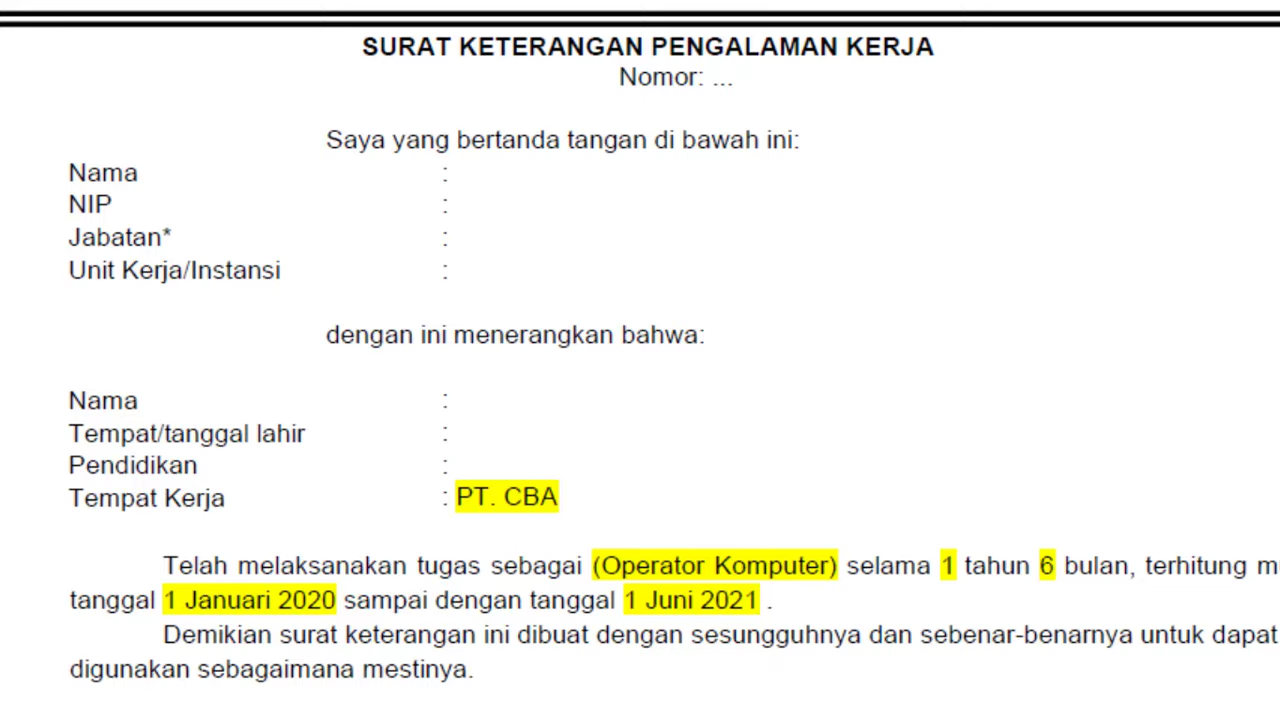 SURAT KETERANGAN PENGALAMAN KERJA
Nomor: ...
Saya yang bertanda tangan di bawah ini:
Nama :
NIP :
Jabatan* :
Unit Kerja/Instansi :
dengan ini menerangkan bahwa:
Nama :
Tempat/tanggal lahir :
Pendidikan :
Tempat Kerja : PT. CBA
Telah melaksanakan tugas sebagai (Operator Komputer) selama 1 tahun 6 bulan, terhitung
tanggal 1 Januari 2020 sampai dengan tanggal 1 Juni 2021 .
Demikian surat keterangan ini dibuat dengan sesungguhnya dan sebenar-benarnya untuk dapat
digunakan sebagaimana mestinya.